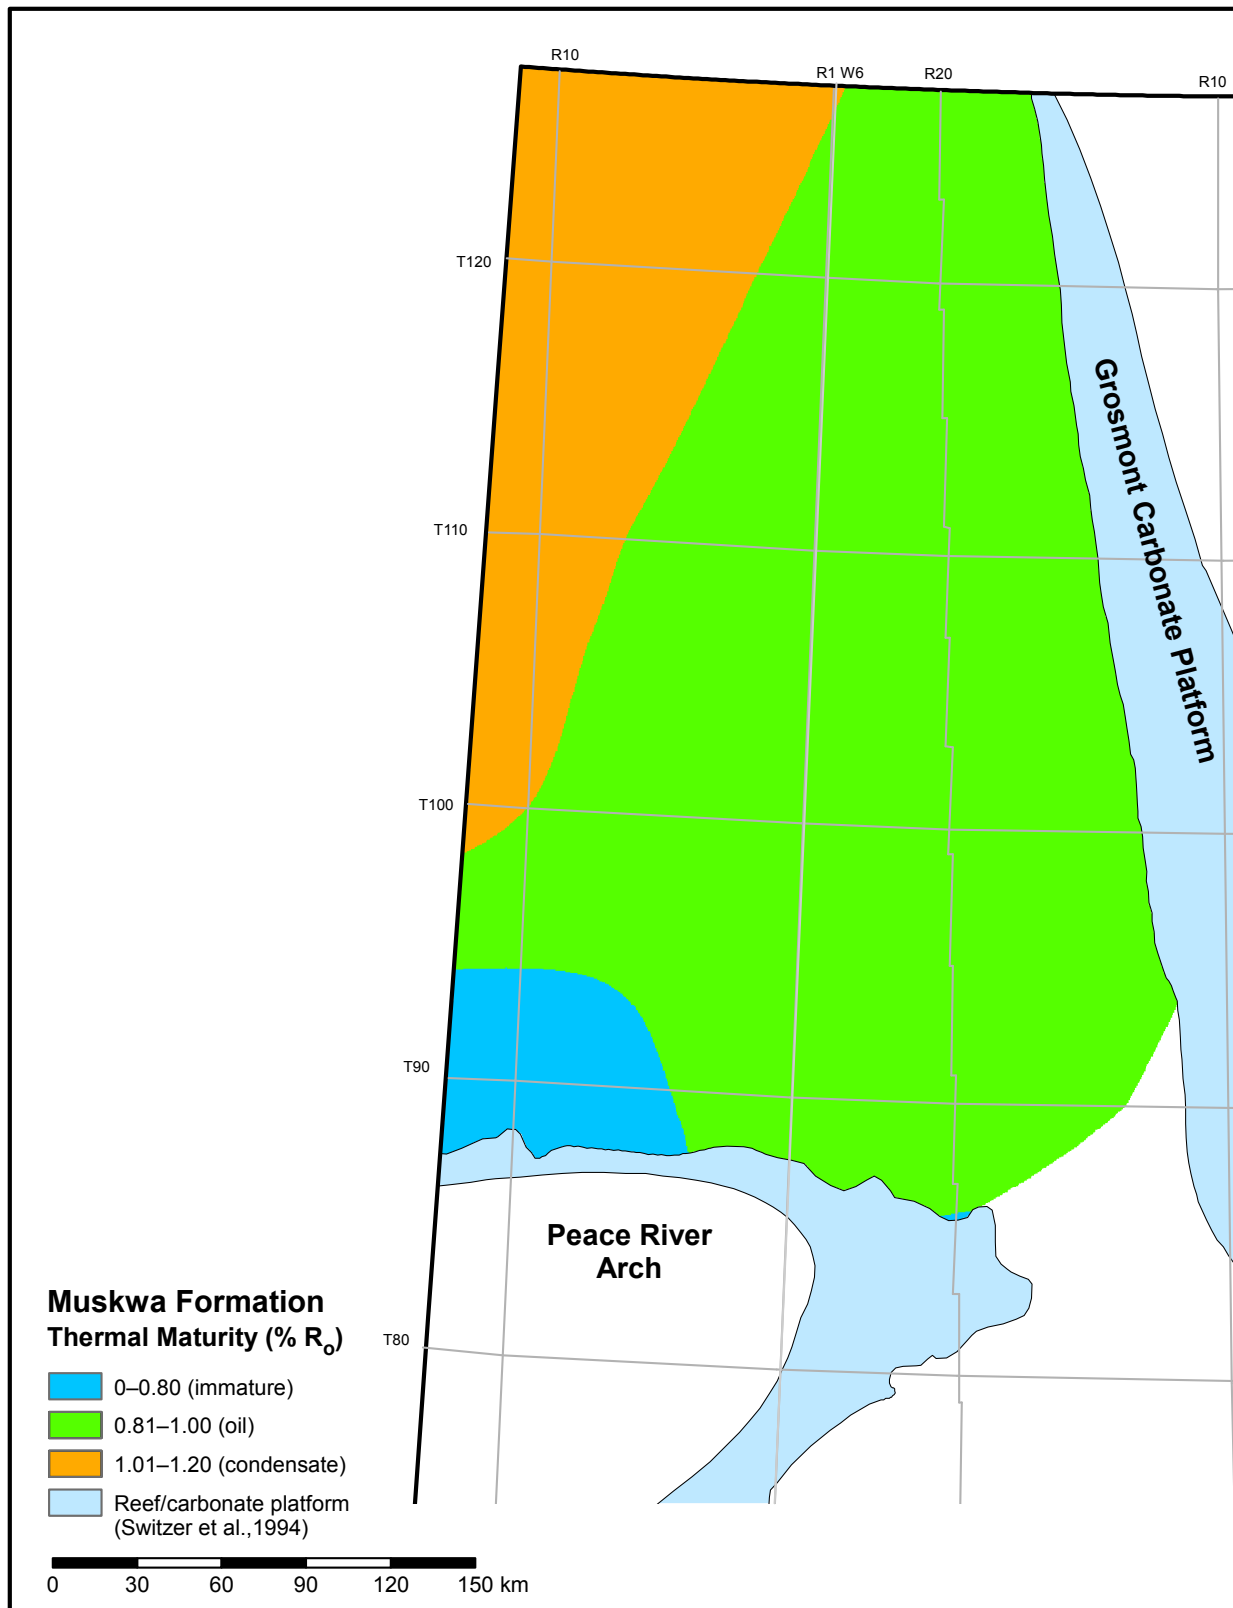 R10
R1 W6
R20
R10
T120
T110
T100
T90
T80
Grosmont Carbonate Platform
Peace River
Arch
Muskwa Formation
Thermal Maturity (% Ro)
0–0.80 (immature)
0.81–1.00 (oil)
1.01–1.20 (condensate)
Reef/carbonate platform
(Switzer et al.,1994)
0 30 60 90 120 150 km